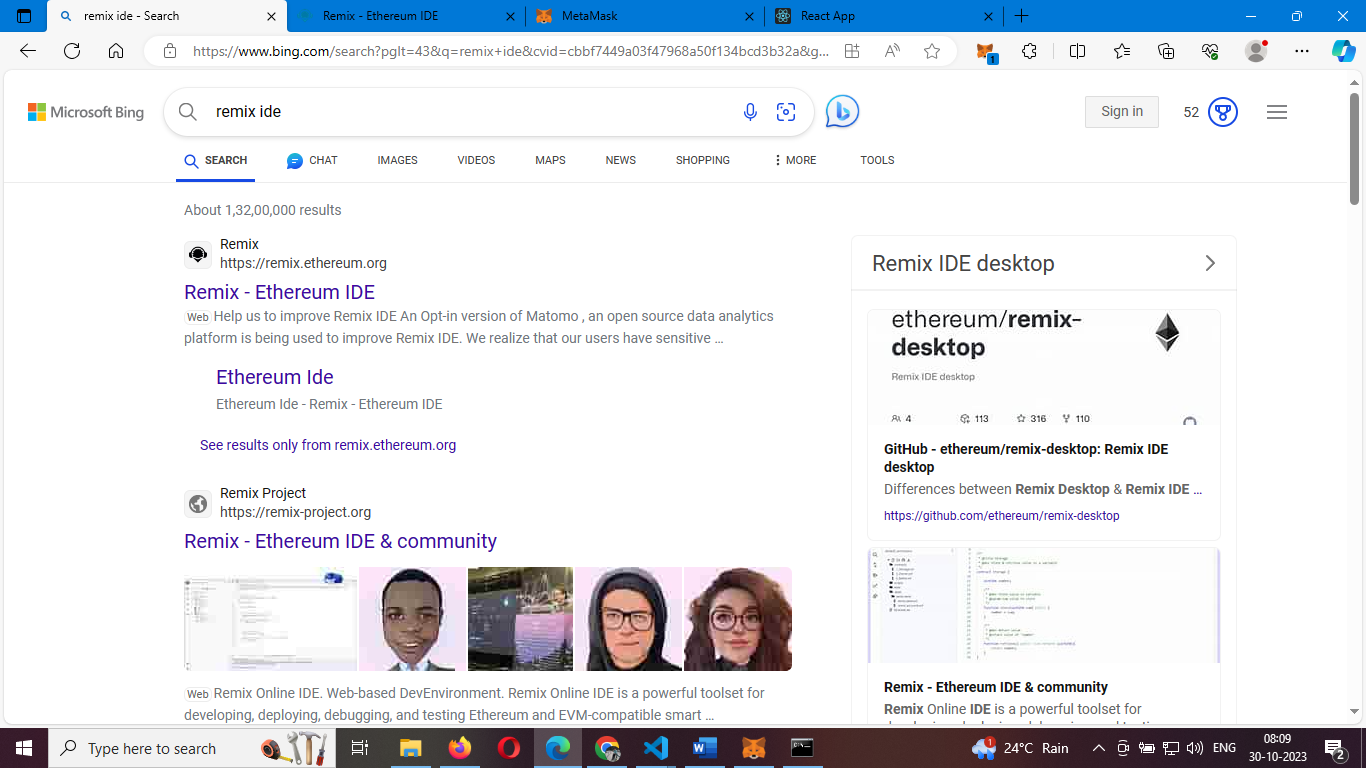 remix ide - Search
Remix - Ethereum IDE
MetaMask
React App
https://www.bing.com/search?pglt=43&q=remix+ide&cvid=cbbf7449a03f47968a50f134bcd3b32a&g...
1
Microsoft Bing
remix ide
Sign in
52
SEARCH
CHAT
IMAGES
VIDEOS
MAPS
NEWS
SHOPPING
MORE
TOOLS
About 1,32,00,000 results
Remix
https://remix.ethereum.org
Remix - Ethereum IDE
Web Help us to improve Remix IDE An Opt-in version of Matomo , an open source data analytics
platform is being used to improve Remix IDE. We realize that our users have sensitive …
Ethereum Ide
Ethereum Ide - Remix - Ethereum IDE
See results only from remix.ethereum.org
Remix Project
https://remix-project.org
Remix - Ethereum IDE & community
Web Remix Online IDE. Web-based DevEnvironment. Remix Online IDE is a powerful toolset for
developing, deploying, debugging, and testing Ethereum and EVM-compatible smart …
Remix IDE desktop
ethereum/remix-
desktop
Remix IDE desktop
4
113
316
110
GitHub - ethereum/remix-desktop: Remix IDE
desktop
Differences between Remix Desktop & Remix IDE …
https://github.com/ethereum/remix-desktop
Remix - Ethereum IDE & community
Remix Online IDE is a powerful toolset for
Type here to search
1
24°C Rain
ENG
08:09
30-10-2023
2